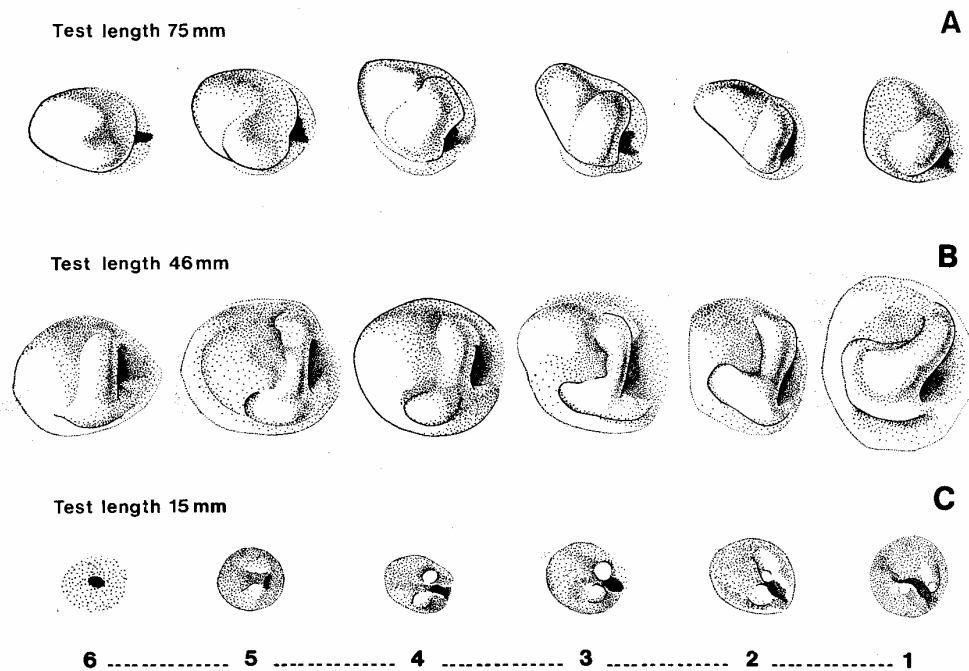 Test length 75 mm A
Test length 46 mm B
Test length 15 mm C
6 ----------- 5 ----------- 4 ----------- 3 ----------- 2 ----------- 1